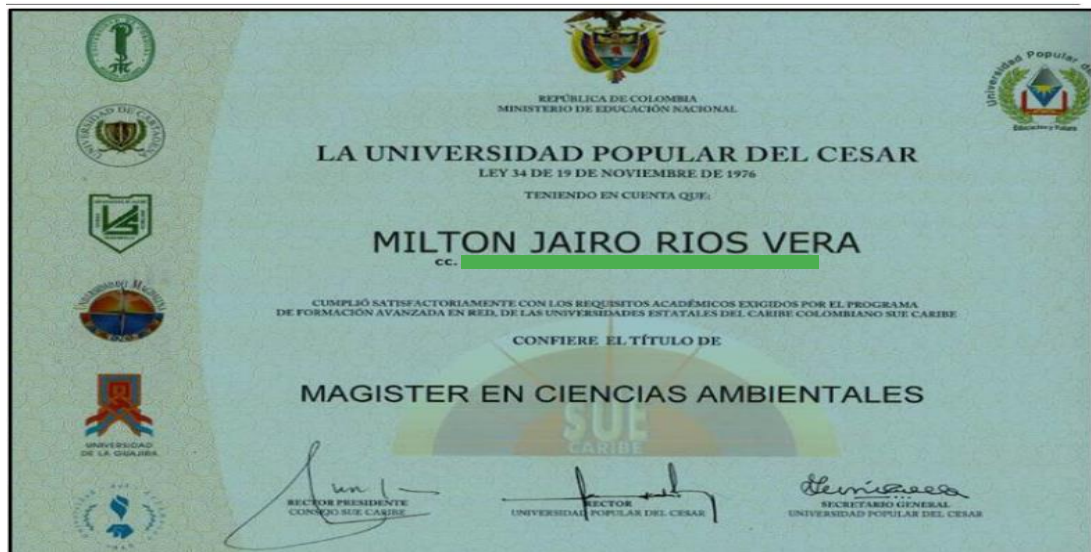 REPÚBLICA DE COLOMBIA
MINISTERIO DE EDUCACIÓN NACIONAL
Universidad Popular del
Educación y Futuro
UNIVERSIDAD DE CARTAGENA
LA UNIVERSIDAD POPULAR DEL CESAR
LEY 34 DE 19 DE NOVIEMBRE DE 1976
TENIENDO EN CUENTA QUE:
MILTON JAIRO RIOS VERA
CC.
CUMPLIÓ SATISFACTORIAMENTE CON LOS REQUISITOS ACADÉMICOS EXIGIDOS POR EL PROGRAMA
DE FORMACIÓN AVANZADA EN RED, DE LAS UNIVERSIDADES ESTATALES DEL CARIBE COLOMBIANO SUE CARIBE
CONFIERE EL TÍTULO DE
MAGISTER EN CIENCIAS AMBIENTALES
SUE
CARIBE
UNIVERSIDAD
DE LA GUAJIRA
RECTOR PRESIDENTE
CONSEJO SUE CARIBE
RECTOR
UNIVERSIDAD POPULAR DEL CESAR
SECRETARIO GENERAL
UNIVERSIDAD POPULAR DEL CESAR